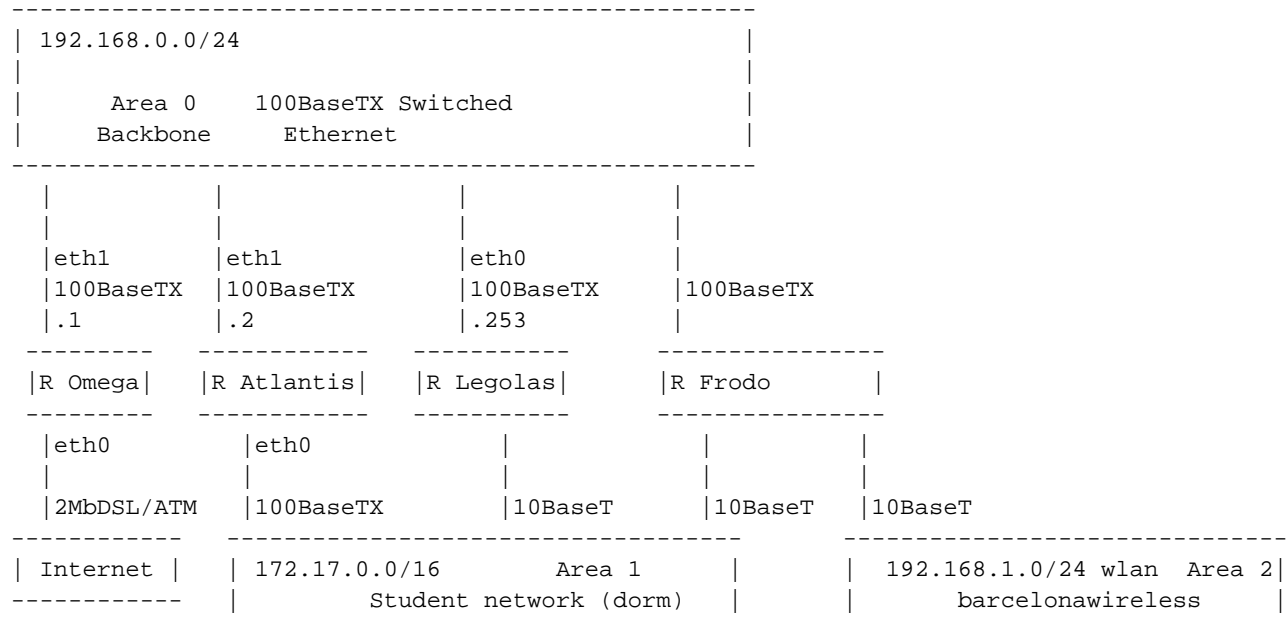 192.168.0.0/24
Area 0 100BaseTX Switched
Backbone Ethernet
eth1 eth1 eth0
100BaseTX 100BaseTX 100BaseTX 100BaseTX
.1 .2 .253
R Omega R Atlantis R Legolas R Frodo
eth0 eth0
2MbDSL/ATM 100BaseTX 10BaseT 10BaseT 10BaseT
Internet 172.17.0.0/16 Area 1 192.168.1.0/24 wlan Area 2
Student network (dorm) barcelonawireless